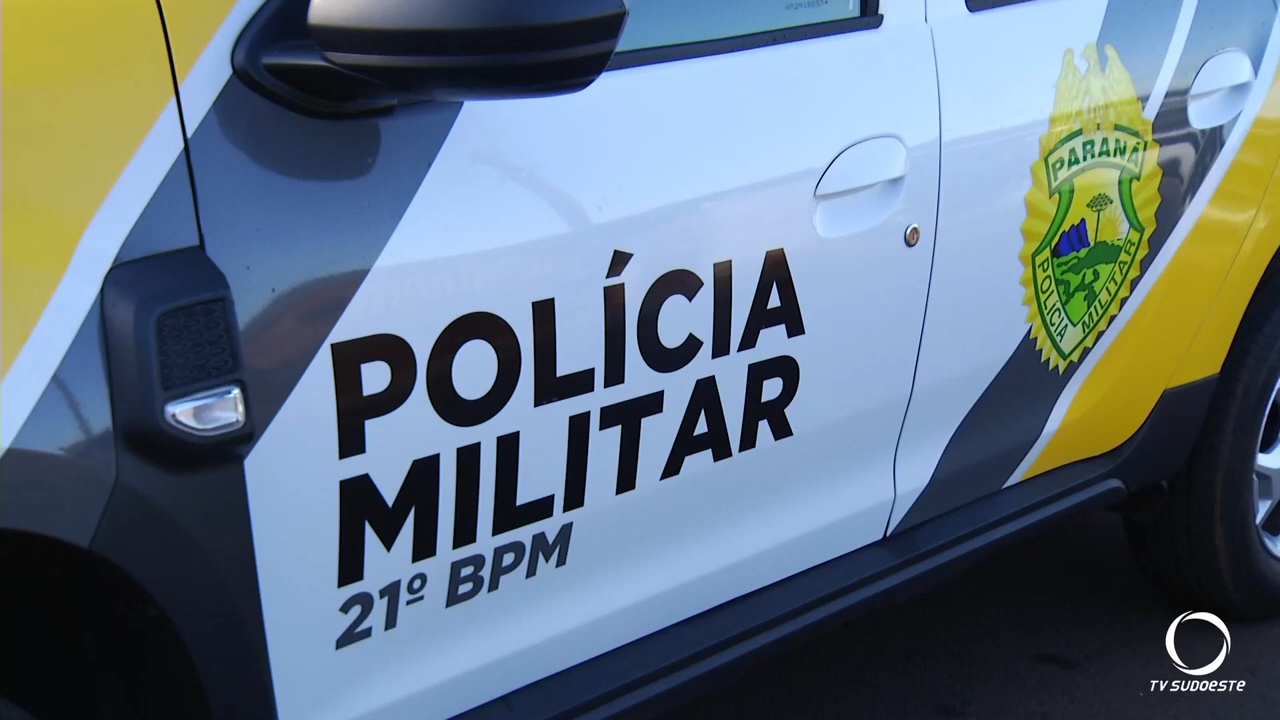 POLÍCIA
MILITAR
21º BPM
PARANÁ
POLÍCIA
MILITAR
TV SUDOESTE